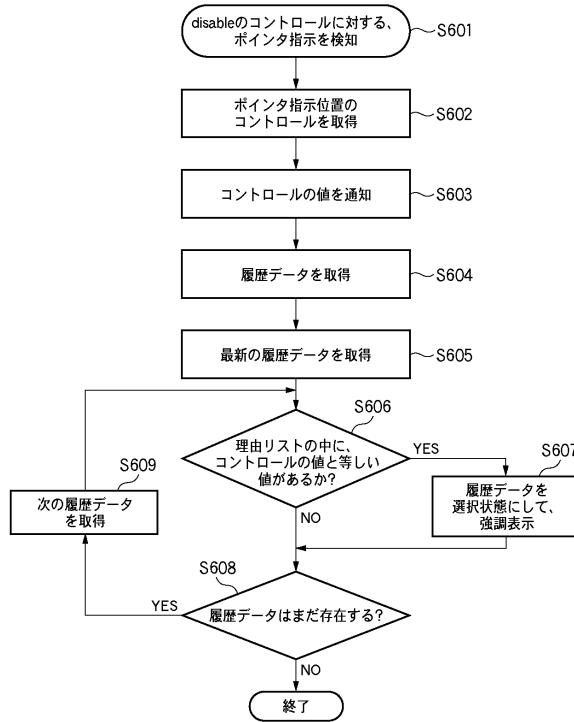 disableのコントロールに対する、
ポインタ指示を検知
S601
ポインタ指示位置の
コントロールを取得
S602
コントロールの値を通知
S603
履歴データを取得
S604
最新の履歴データを取得
S605
S606
理由リストの中に、
コントロールの値と等しい
値があるか?
YES
NO
S607
履歴データを
選択状態にして、
強調表示
S609
次の履歴データ
を取得
S608
履歴データはまだ存在する?
YES
NO
終了